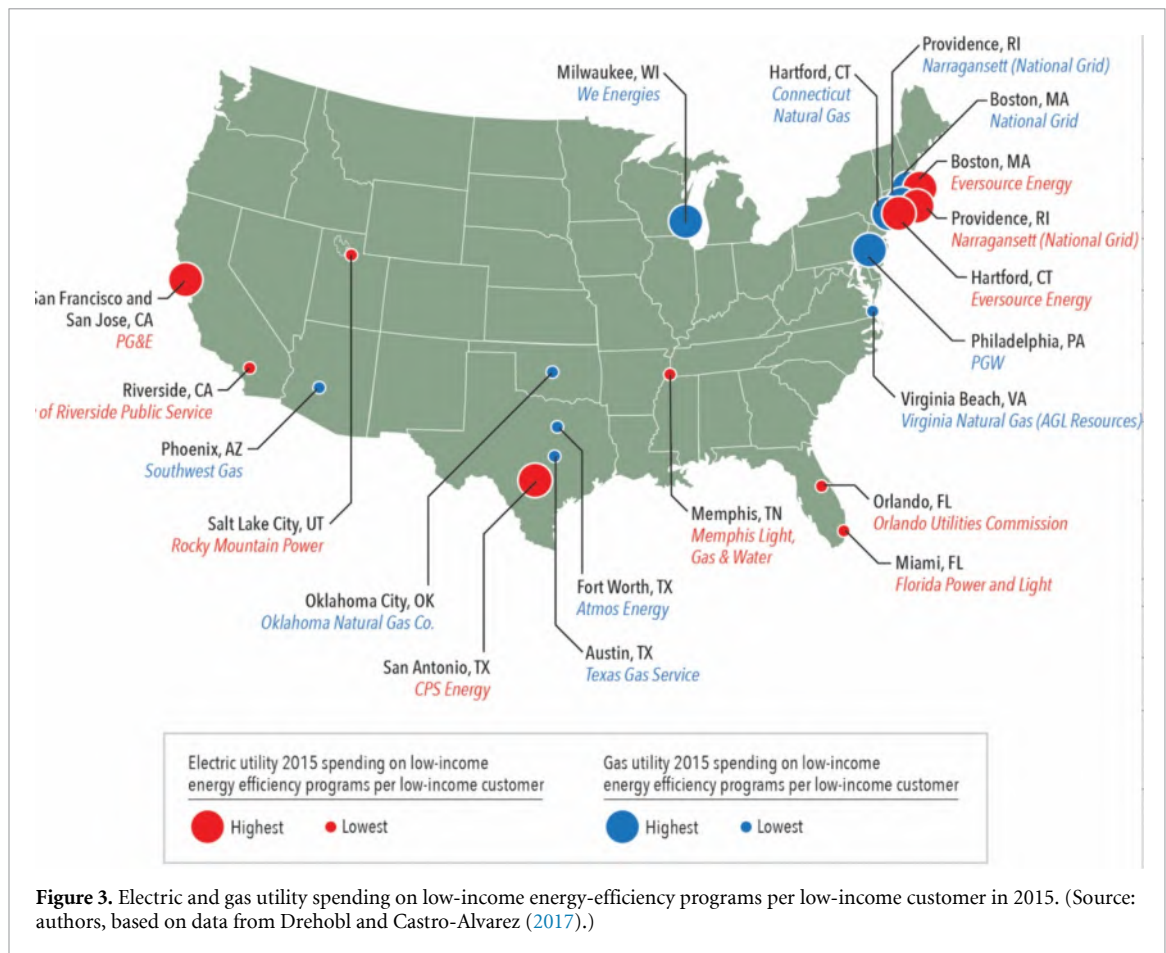 Providence, RI
Narragansett (National Grid)
Milwaukee, WI
We Energies
Hartford, CT
Connecticut
Natural Gas
Boston, MA
National Grid
Boston, MA
Eversource Energy
Providence, RI
Narragansett (National Grid)
Hartford, CT
Eversource Energy
San Francisco and
San Jose, CA
PG&E
Philadelphia, PA
PGW
Riverside, CA
of Riverside Public Service
Virginia Beach, VA
Virginia Natural Gas (AGL Resources)
Phoenix, AZ
Southwest Gas
Salt Lake City, UT
Rocky Mountain Power
Memphis, TN
Memphis Light,
Gas & Water
Orlando, FL
Orlando Utilities Commission
Miami, FL
Florida Power and Light
Oklahoma City, OK
Oklahoma Natural Gas Co.
Fort Worth, TX
Atmos Energy
San Antonio, TX
CPS Energy
Austin, TX
Texas Gas Service
Electric utility 2015 spending on low-income
energy efficiency programs per low-income customer
Highest Lowest
Gas utility 2015 spending on low-income
energy efficiency programs per low-income customer
Highest Lowest
Figure 3. Electric and gas utility spending on low-income energy-efficiency programs per low-income customer in 2015. (Source:
authors, based on data from Drehobl and Castro-Alvarez (2017).)